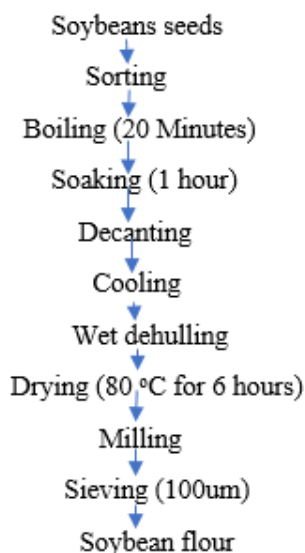 Soybeans seeds
Sorting
Boiling (20 Minutes)
Soaking (1 hour)
Decanting
Cooling
Wet dehulling
Drying (80 ᵒC for 6 hours)
Milling
Sieving (100um)
Soybean flour